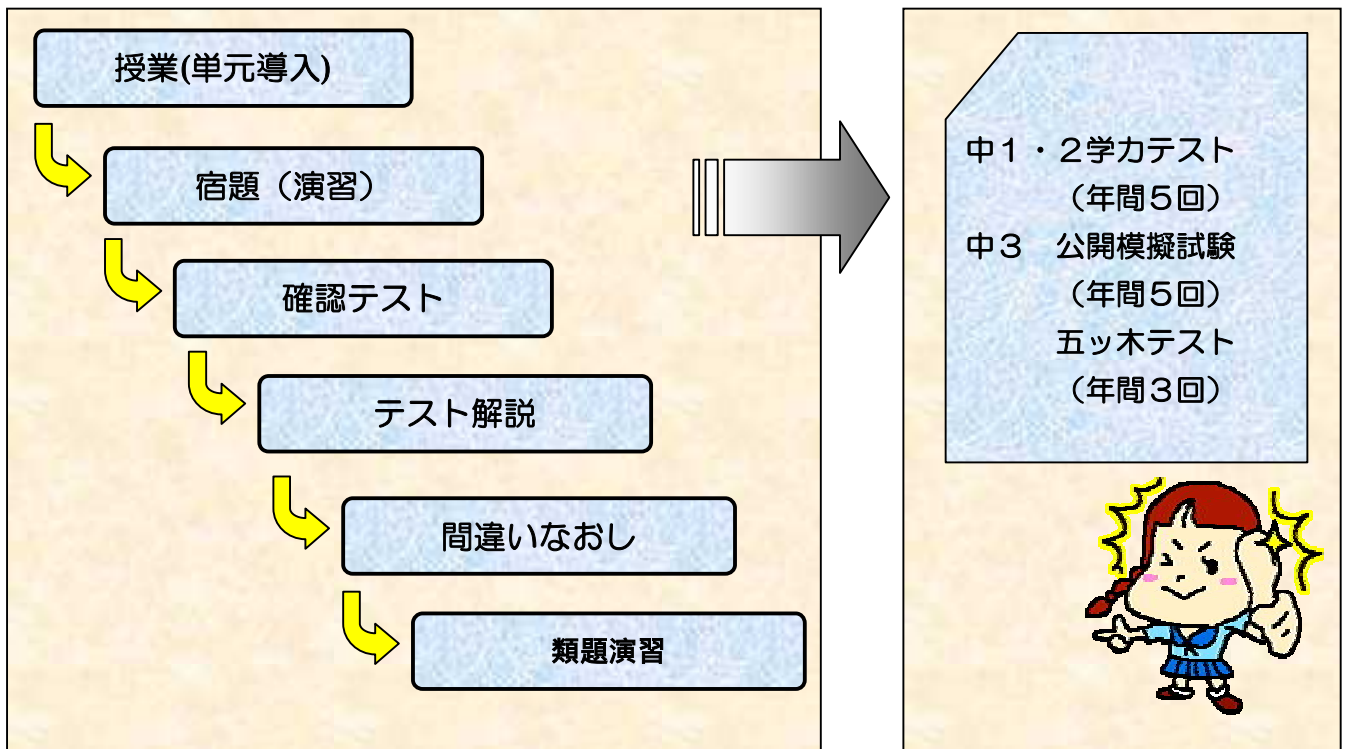 授業(単元導入)
宿題（演習）
確認テスト
テスト解説
間違いなおし
類題演習
中１・２学力テスト
（年間５回）
中３　公開模擬試験
（年間５回）
五ッ木テスト
（年間３回）